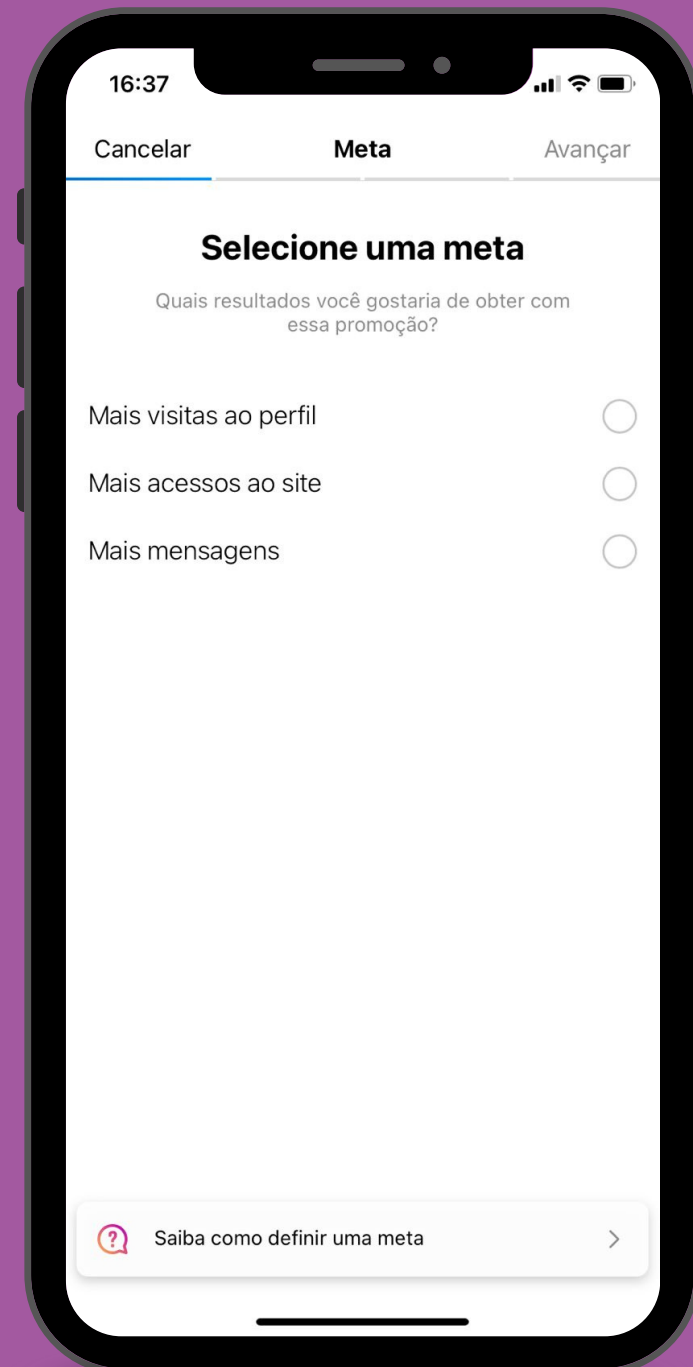 16:37
Cancelar
Meta
Avançar
Selecione uma meta
Quais resultados você gostaria de obter com
essa promoção?
Mais visitas ao perfil
Mais acessos ao site
Mais mensagens
Saiba como definir uma meta